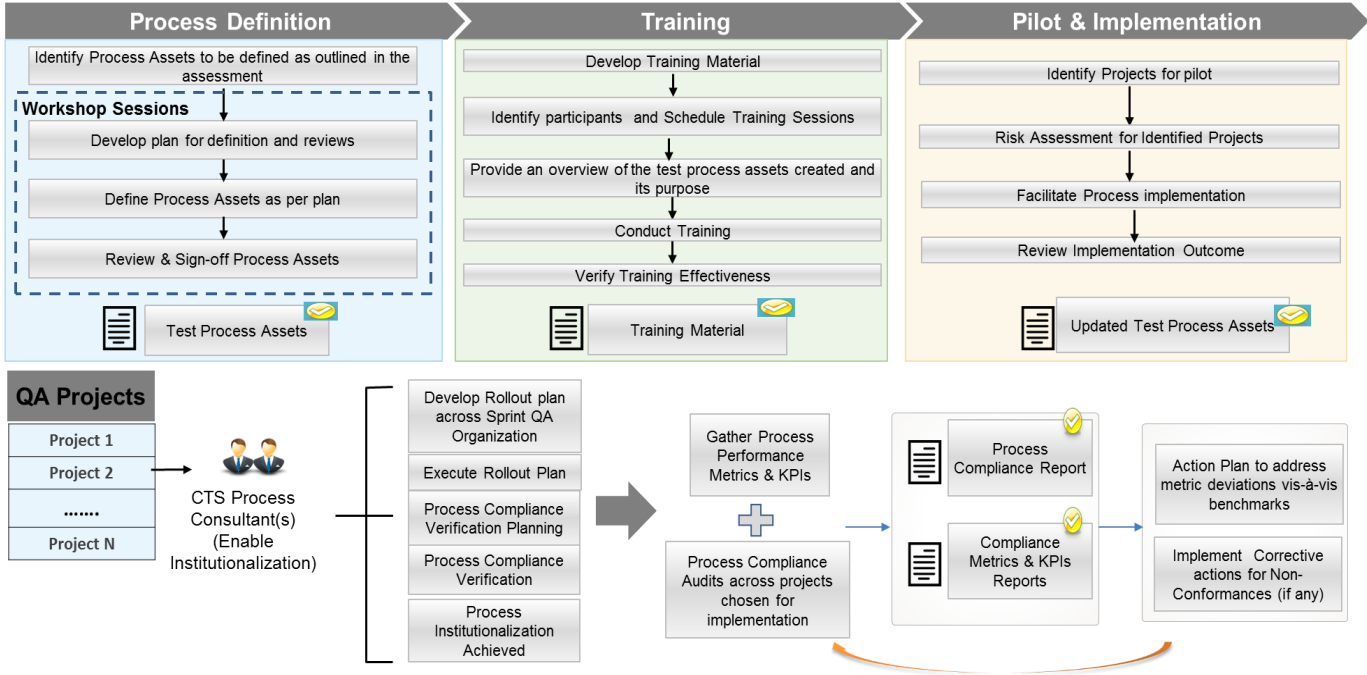 Process Definition
Training
Pilot & Implementation
Identify Process Assets to be defined as outlined in the
assessment
Workshop Sessions
Develop plan for definition and reviews
Define Process Assets as per plan
Review & Sign-off Process Assets
Test Process Assets
Develop Training Material
Identify participants and Schedule Training Sessions
Provide an overview of the test process assets created and
its purpose
Conduct Training
Verify Training Effectiveness
Training Material
Identify Projects for pilot
Risk Assessment for Identified Projects
Facilitate Process implementation
Review Implementation Outcome
Updated Test Process Assets
QA Projects
Project 1
Project 2
.......
Project N
CTS Process
Consultant(s)
(Enable
Institutionalization)
Develop Rollout plan
across Sprint QA
Organization
Execute Rollout Plan
Process Compliance
Verification Planning
Process Compliance
Verification
Process
Institutionalization
Achieved
Gather Process
Performance
Metrics & KPIs
Process Compliance
Audits across projects
chosen for
implementation
Process
Compliance Report
Compliance
Metrics & KPIs
Reports
Action Plan to address
metric deviations vis-à-vis
benchmarks
Implement Corrective
actions for Non-
Conformances (if any)